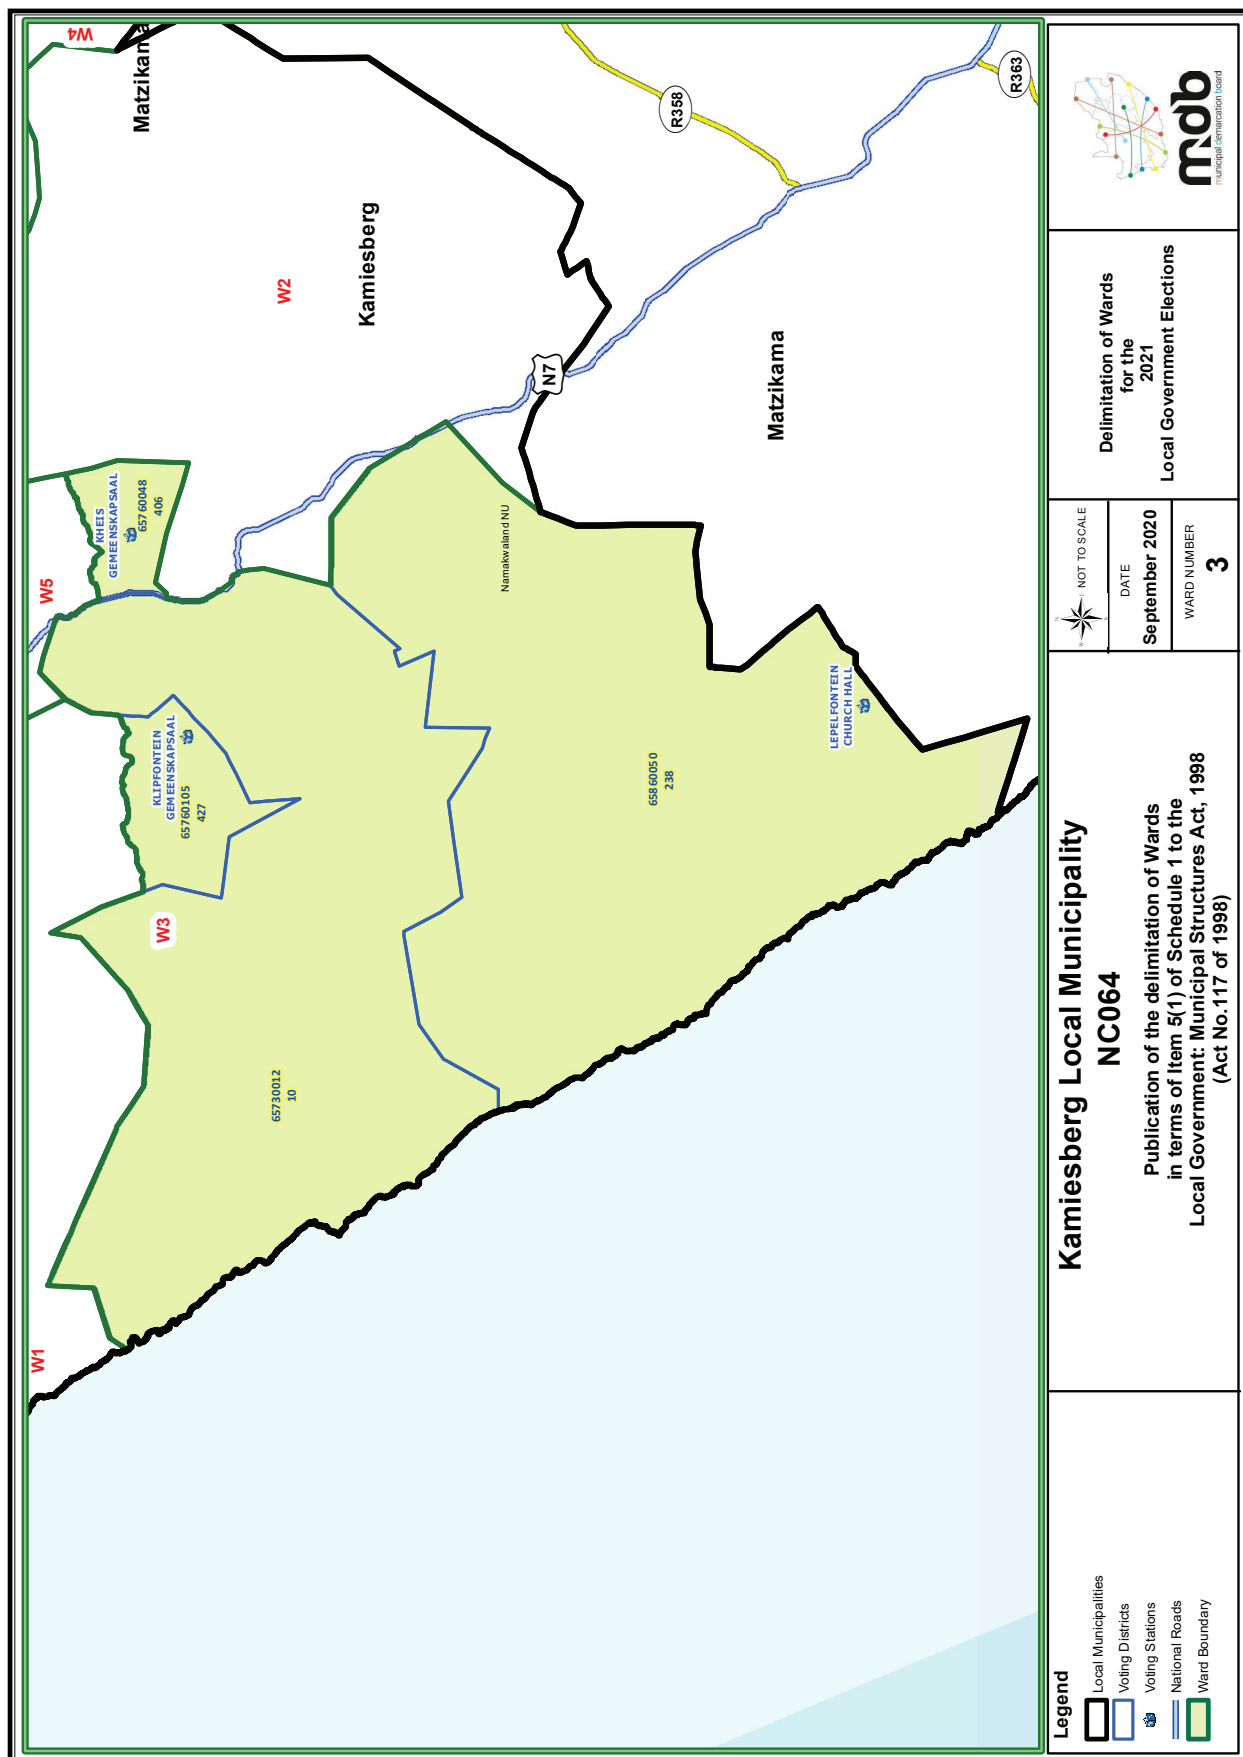 W1
W5
W4
Matzikama
KHEIS
GEMEENSKAPSAAL
65760048
406
KLIPFONTEIN
GEMEENSKAPSAAL
65760105
427
W3
W2
Kamiesberg
65730012
10
N7
R358
R363
Namakwaland NU
Matzikama
65860050
238
LEPELFONTEIN
CHURCH HALL
Legend
Local Municipalities
Voting Districts
Voting Stations
National Roads
Ward Boundary
Kamiesberg Local Municipality
NC064
Publication of the delimitation of Wards
in terms of Item 5(1) of Schedule 1 to the
Local Government: Municipal Structures Act, 1998
(Act No.117 of 1998)
N
W
E
S
NOT TO SCALE
DATE
September 2020
WARD NUMBER
3
Delimitation of Wards
for the
2021
Local Government Elections
mdb
municipal demarcation board